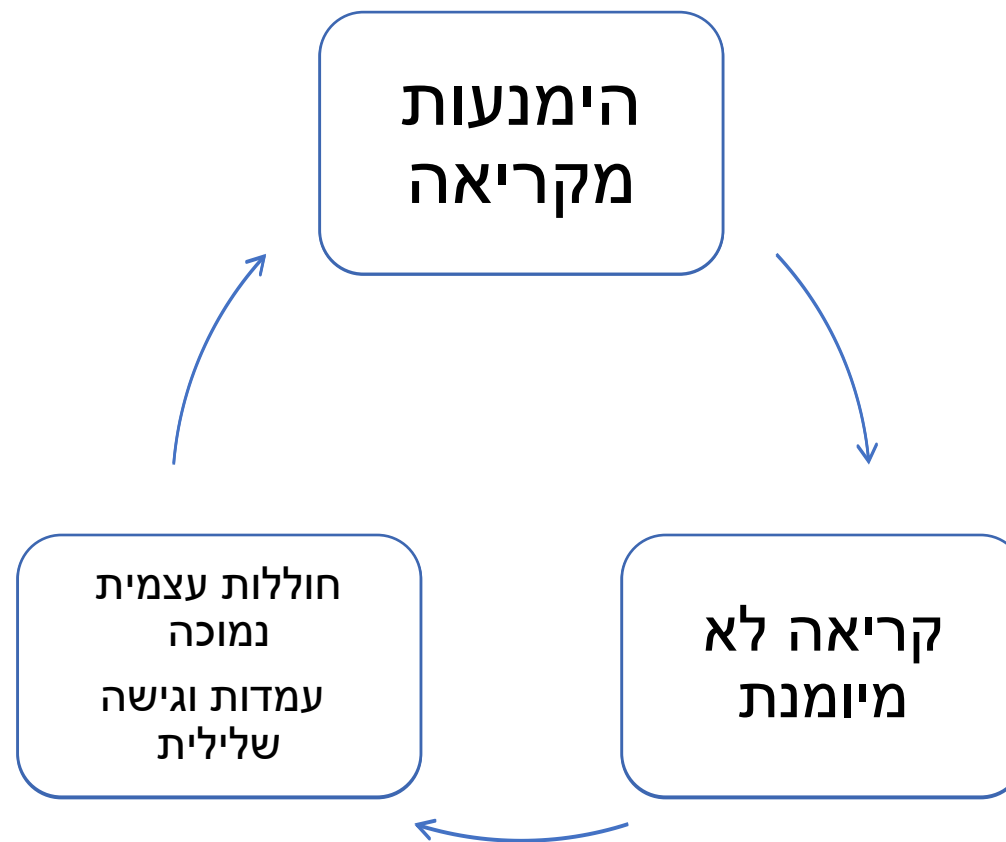 הימנעות
מקריאה
קריאה לא
מיומנת
חוללות עצמית
נמוכה
עמדות וגישה
שלילית